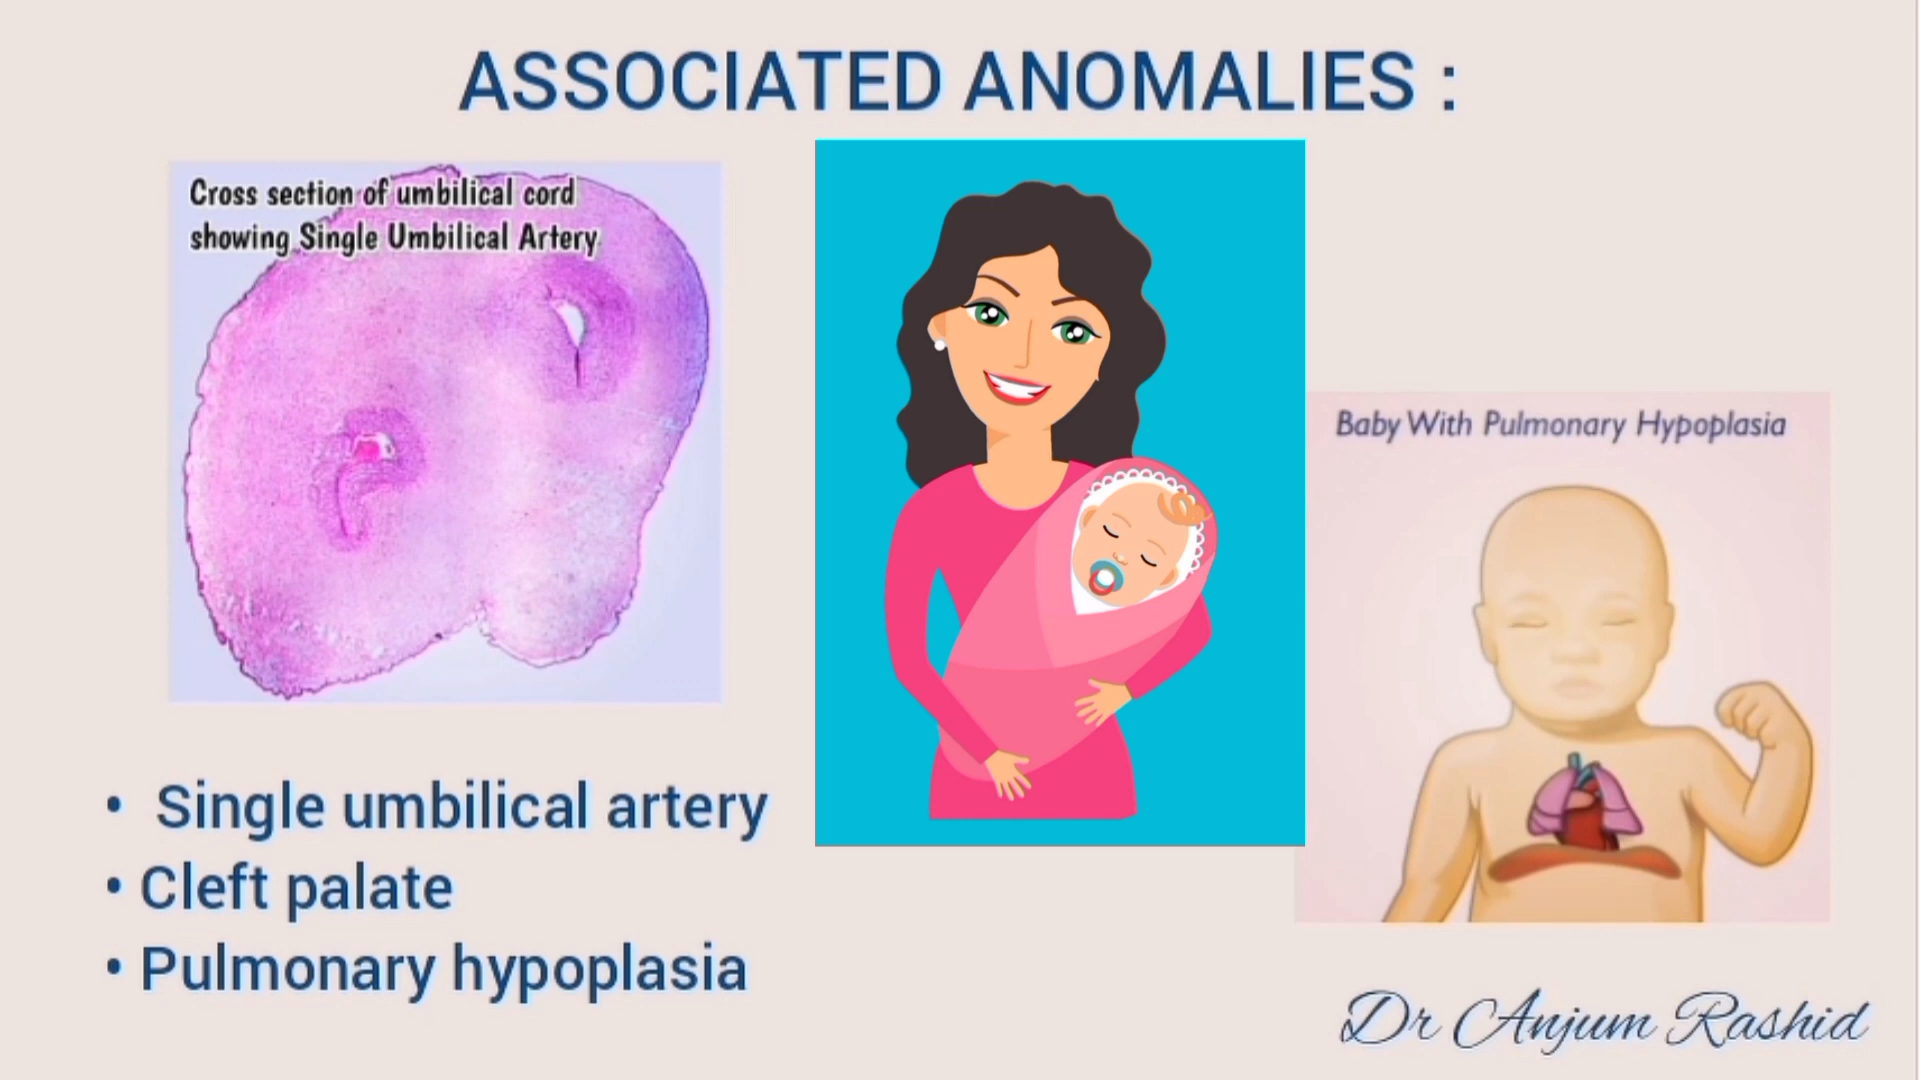 ASSOCIATED ANOMALIES :
Cross section of umbilical cord
showing Single Umbilical Artery
Baby With Pulmonary Hypoplasia
• Single umbilical artery
• Cleft palate
• Pulmonary hypoplasia
Dr Anjum Rashid